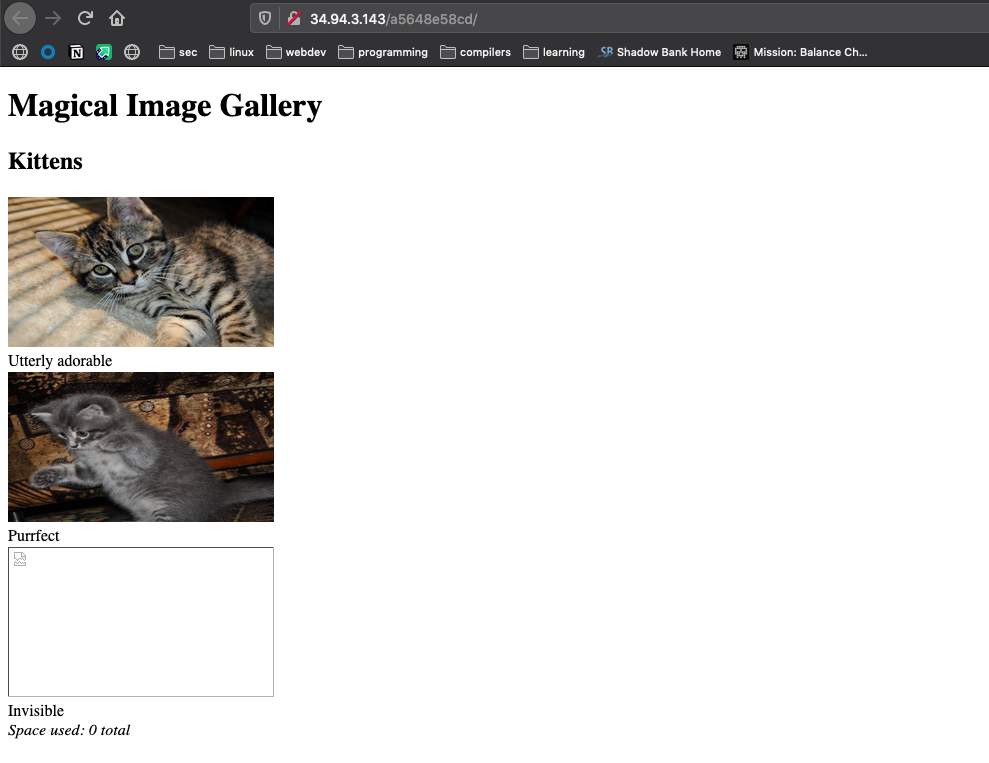 34.94.3.143/a5648e58cd/
sec linux webdev programming compilers learning SB Shadow Bank Home Mission: Balance Ch...
Magical Image Gallery
Kittens
Utterly adorable
Purrfect
Invisible
Space used: 0 total